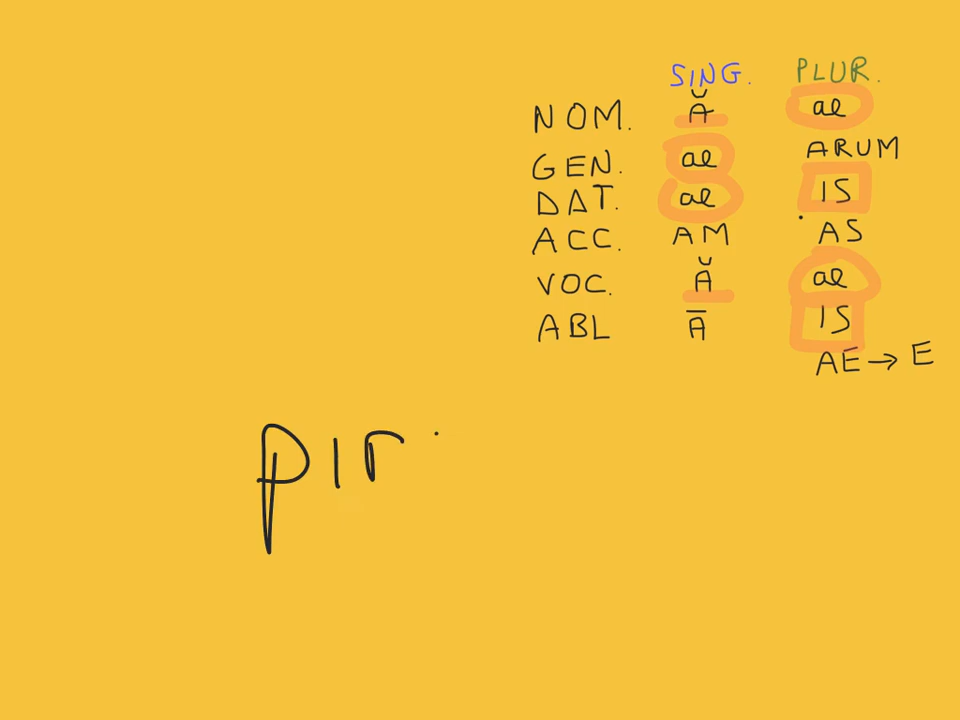 SING. PLUR.
NOM. Ă ae
GEN. ae ARUM
DAT. ae IS
ACC. AM AS
VOC. Ă ae
ABL Ā IS
AE → E
pir